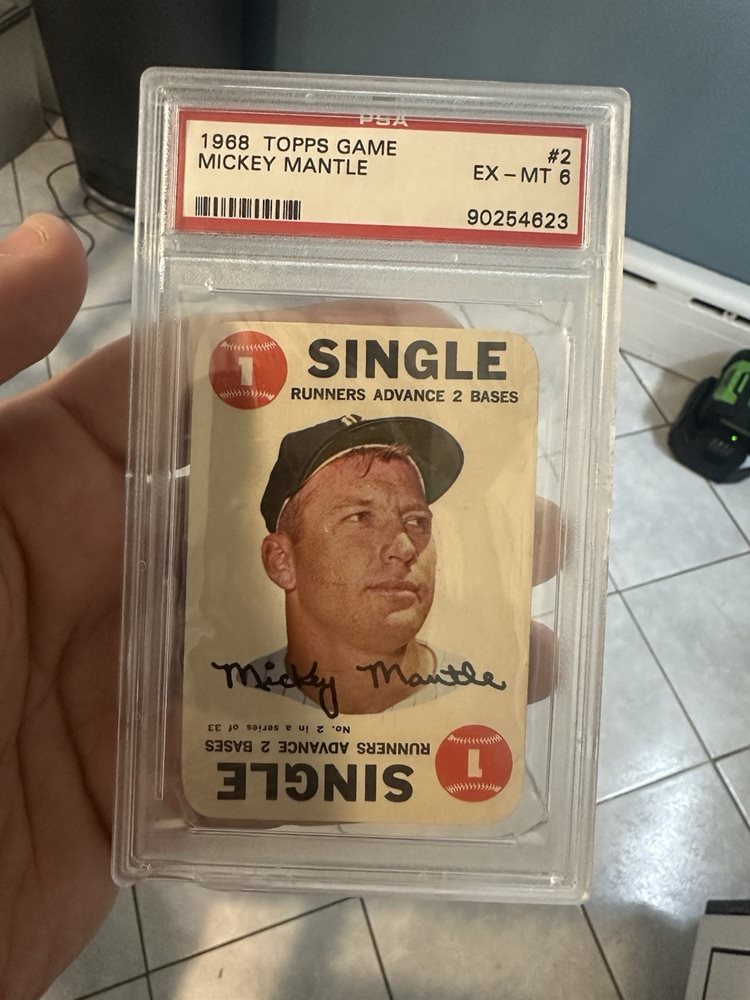 PSA
1968 TOPPS GAME #2
MICKEY MANTLE EX - MT 6
90254623
1 SINGLE
RUNNERS ADVANCE 2 BASES
Mickey Mantle
No. 2 in a series of 33
RUNNERS ADVANCE 2 BASES
SINGLE 1